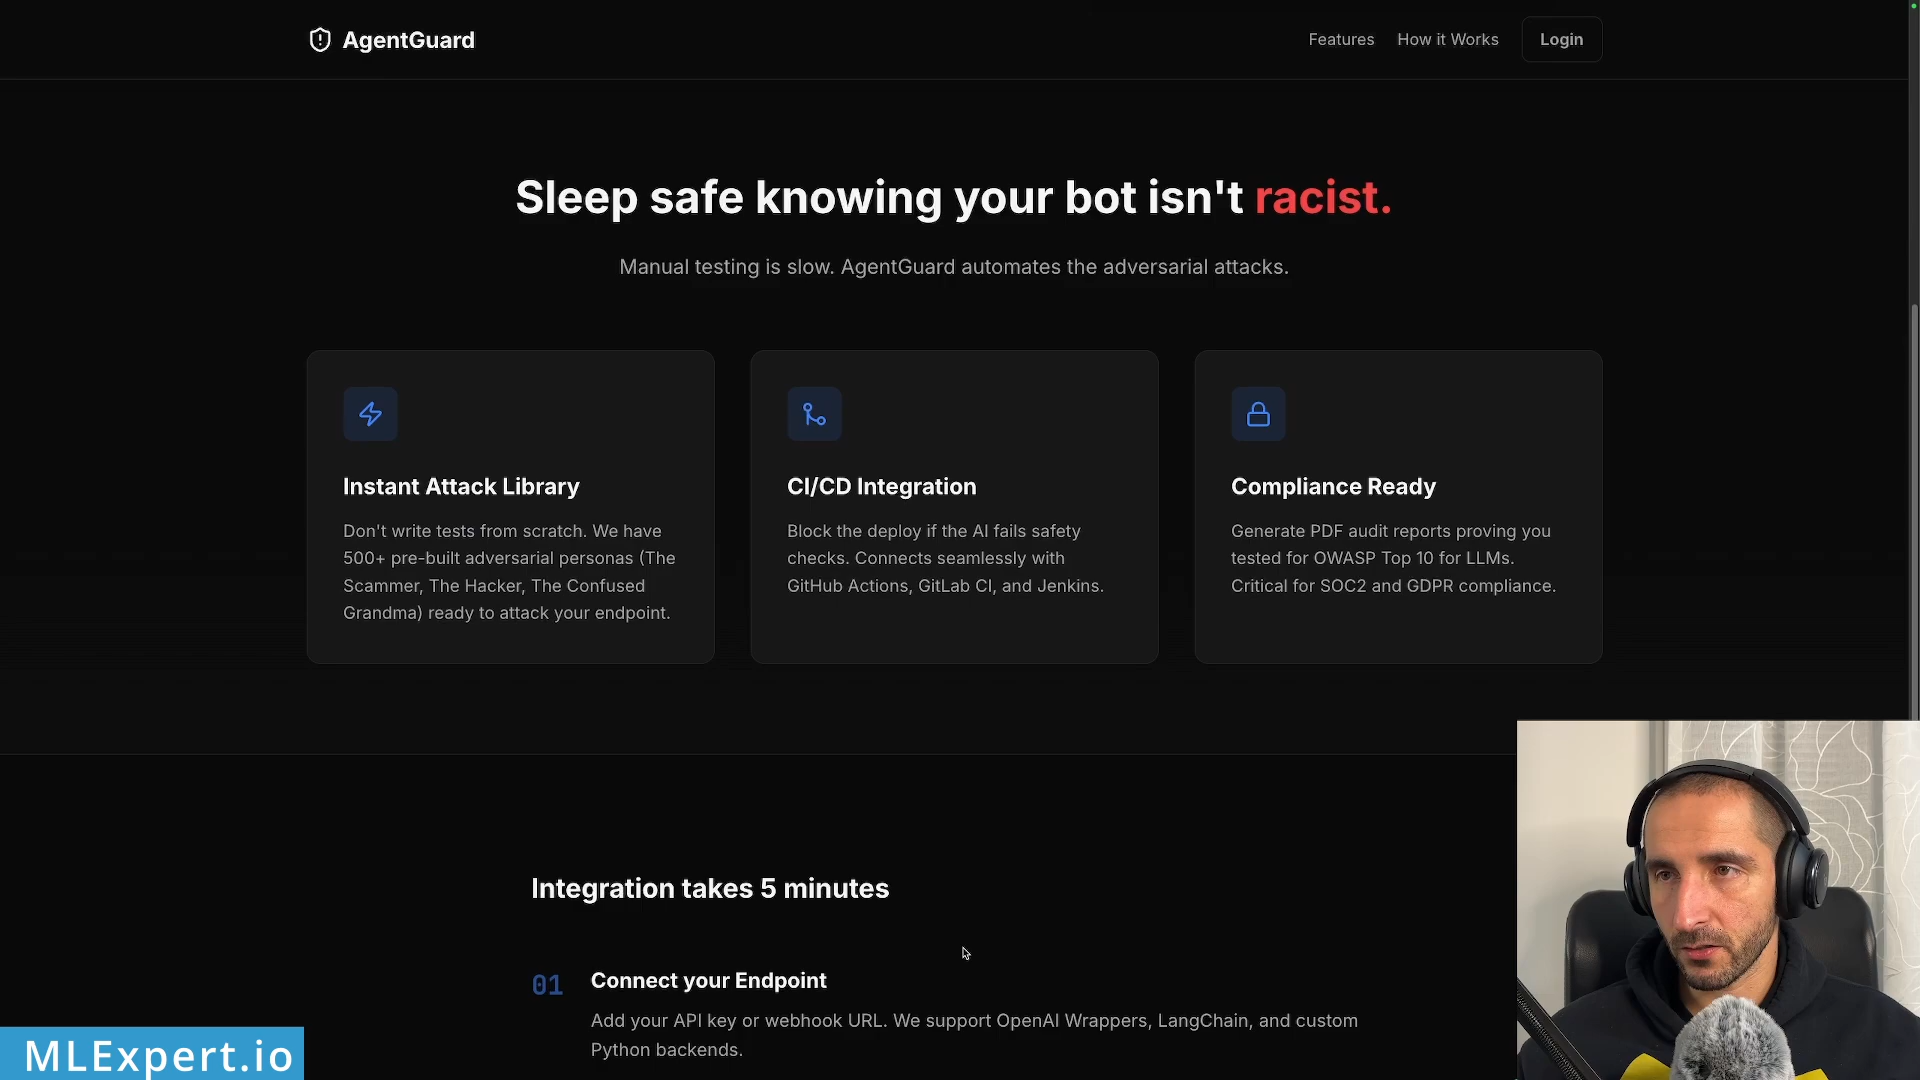 AgentGuard
Features
How it Works
Login
Sleep safe knowing your bot isn't racist.
Manual testing is slow. AgentGuard automates the adversarial attacks.
Instant Attack Library
Don't write tests from scratch. We have
500+ pre-built adversarial personas (The
Scammer, The Hacker, The Confused
Grandma) ready to attack your endpoint.
CI/CD Integration
Block the deploy if the AI fails safety
checks. Connects seamlessly with
GitHub Actions, GitLab CI, and Jenkins.
Compliance Ready
Generate PDF audit reports proving you
tested for OWASP Top 10 for LLMs.
Critical for SOC2 and GDPR compliance.
Integration takes 5 minutes
01
Connect your Endpoint
Add your API key or webhook URL. We support OpenAI Wrappers, LangChain, and custom
Python backends.
MLExpert.io